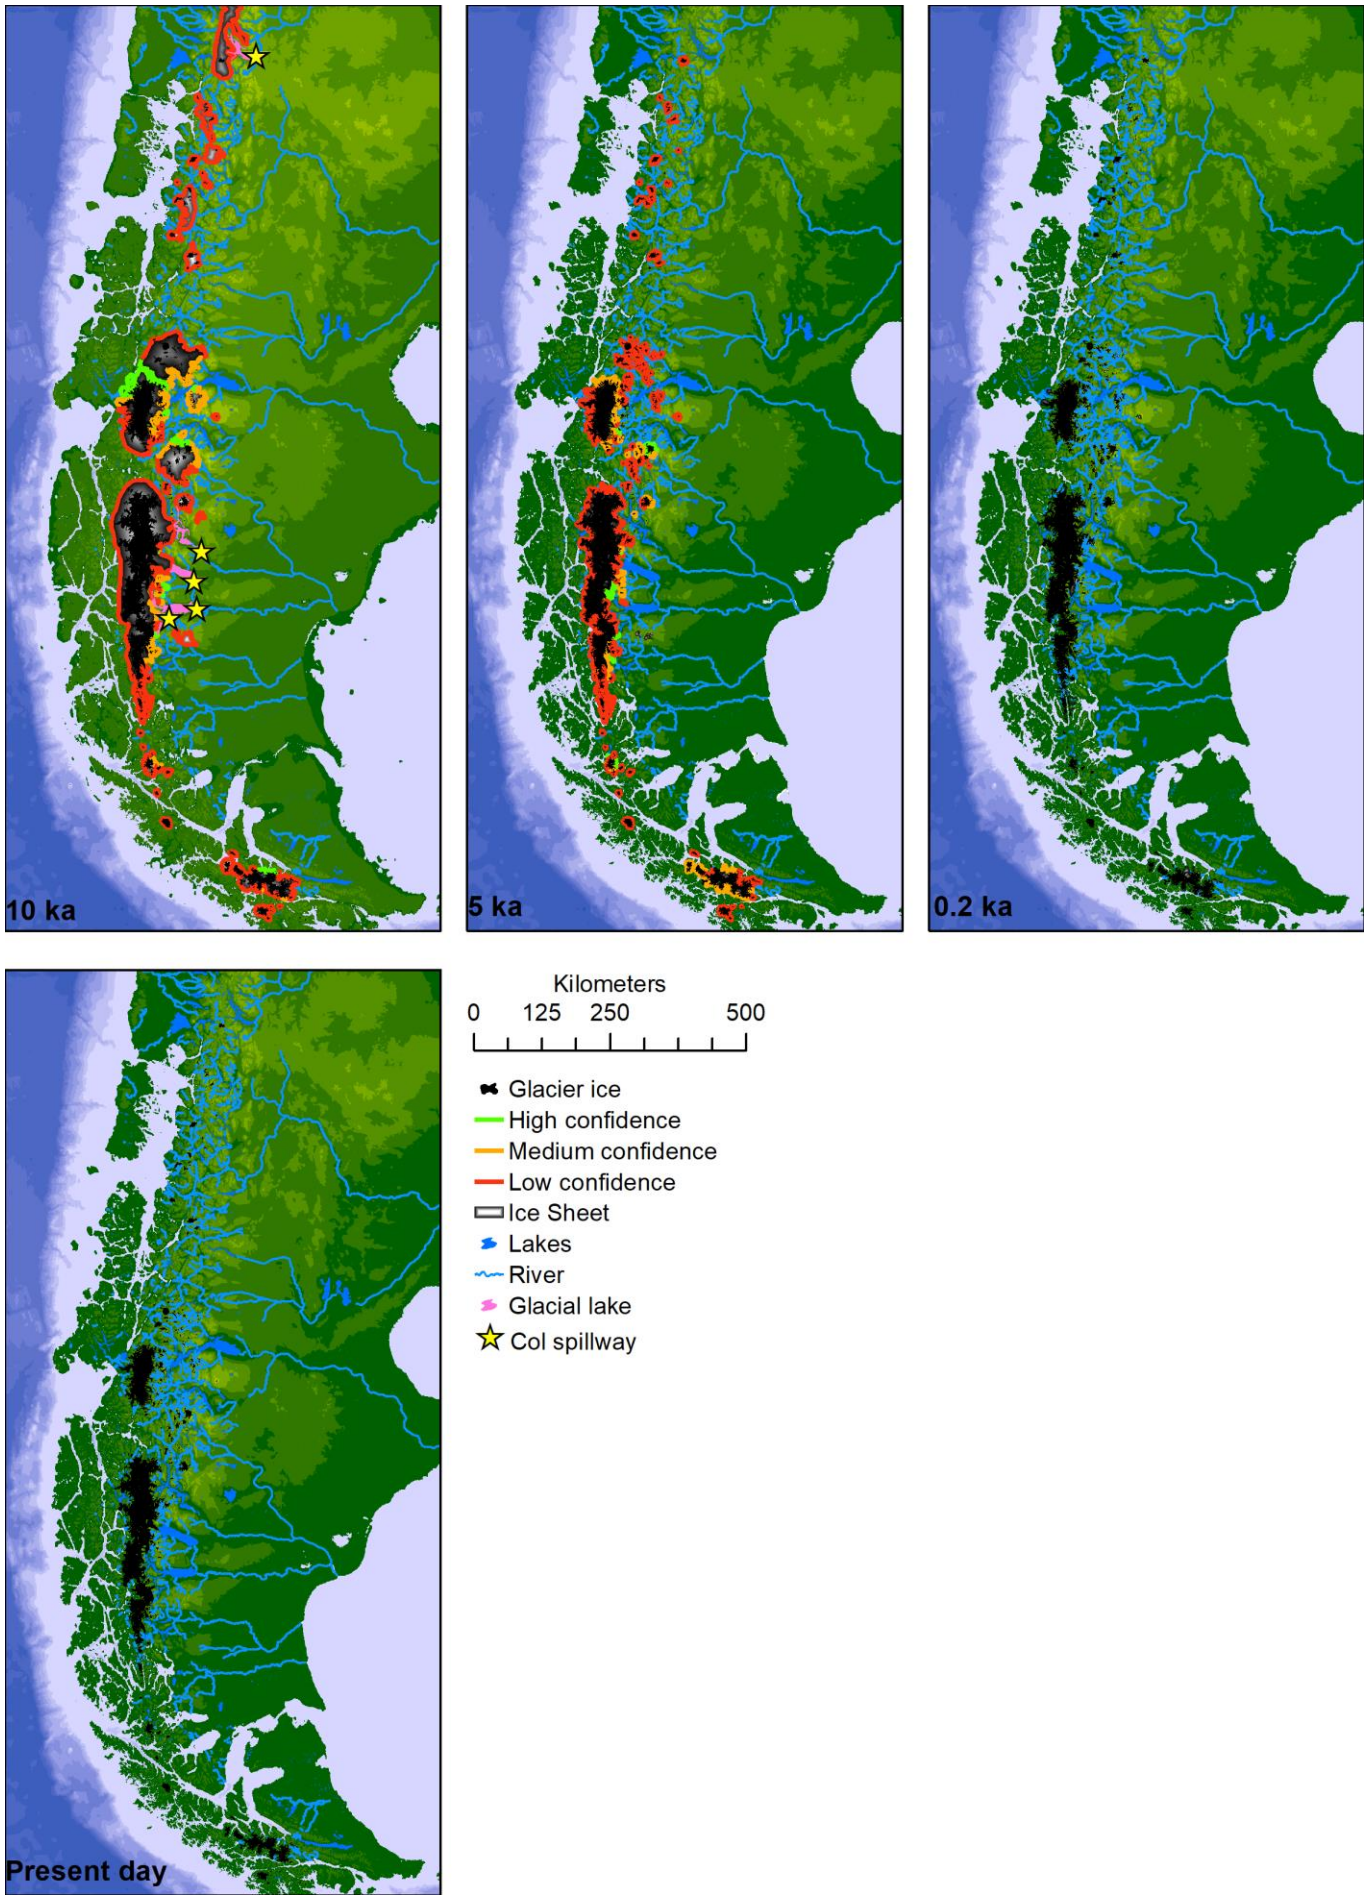 10 ka
5 ka
0.2 ka
Present day
Kilometers
0 125 250 500
Glacier ice
High confidence
Medium confidence
Low confidence
Ice Sheet
Lakes
River
Glacial lake
Col spillway